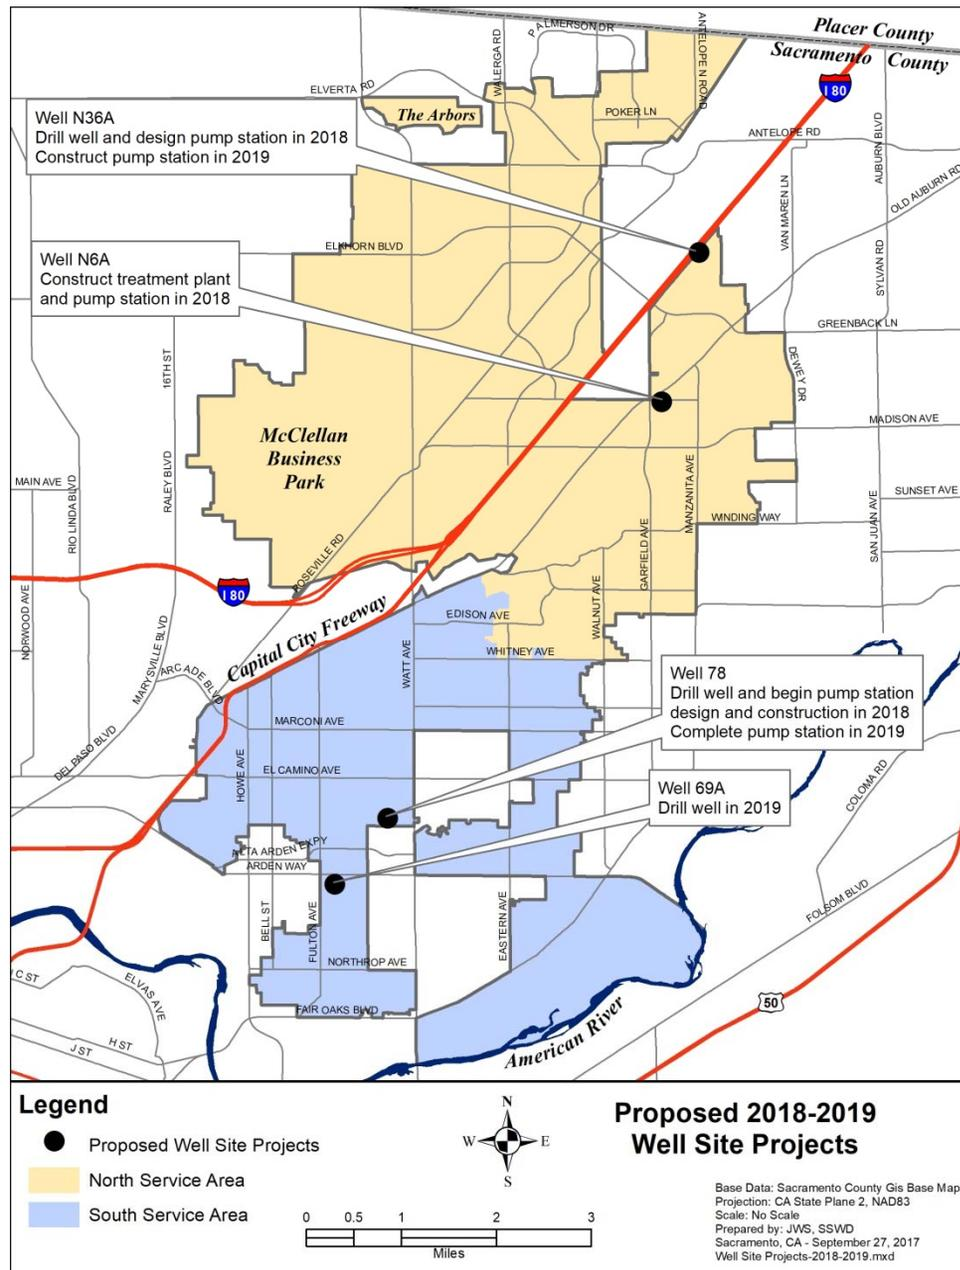 Placer County
Sacramento County
PALMERSON DR
WALERGA RD
ANTELOPE N ROAD
ELVERTA RD
I 80
The Arbors
POKER LN
Well N36A
Drill well and design pump station in 2018
Construct pump station in 2019
ANTELOPE RD
AUBURN BLVD
OLD AUBURN RD
VAN MAREN LN
ELKHORN BLVD
SYLVAN RD
Well N6A
Construct treatment plant
and pump station in 2018
GREENBACK LN
16TH ST
DEWEY DR
MADISON AVE
McClellan
Business
Park
MAIN AVE
RIO LINDA BLVD
RALEY BLVD
MANZANITA AVE
SUNSET AVE
WINDING WAY
SAN JUAN AVE
ROSEVILLE RD
GARFIELD AVE
I 80
NORWOOD AVE
WALNUT AVE
Capital City Freeway
EDISON AVE
MARYSVILLE BLVD
WATT AVE
WHITNEY AVE
ARCADE BLVD
Well 78
Drill well and begin pump station
design and construction in 2018
Complete pump station in 2019
MARCONI AVE
DEL PASO BLVD
HOWE AVE
EL CAMINO AVE
COLOMA RD
Well 69A
Drill well in 2019
ALTA ARDEN EXPY
ARDEN WAY
FOLSOM BLVD
BELL ST
FULTON AVE
EASTERN AVE
NORTHROP AVE
C ST
ELVAS AVE
FAIR OAKS BLVD
50
American River
H ST
J ST
Legend
Proposed Well Site Projects
North Service Area
South Service Area
N
W E
S
0 0.5 1 2 3
Miles
Proposed 2018-2019
Well Site Projects
Base Data: Sacramento County Gis Base Map
Projection: CA State Plane 2, NAD83
Scale: No Scale
Prepared by: JWS, SSWD
Sacramento, CA - September 27, 2017
Well Site Projects-2018-2019.mxd